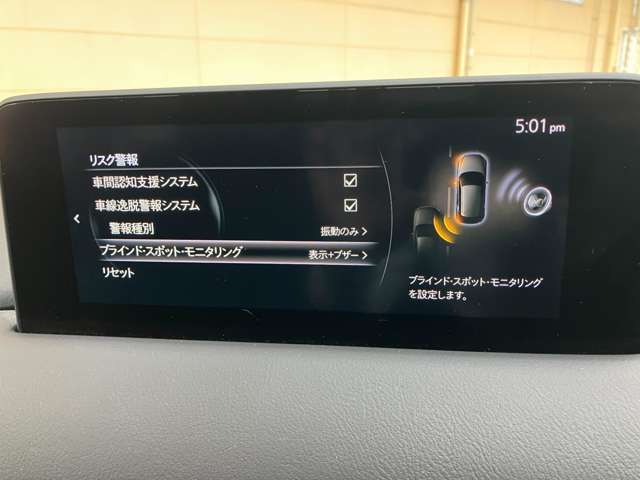 5:01 pm
リスク警報
車間認知支援システム
車線逸脱警報システム
警報種別 振動のみ
ブラインド・スポット・モニタリング 表示+ブザー
リセット
ブラインド・スポット・モニタリング
を設定します。